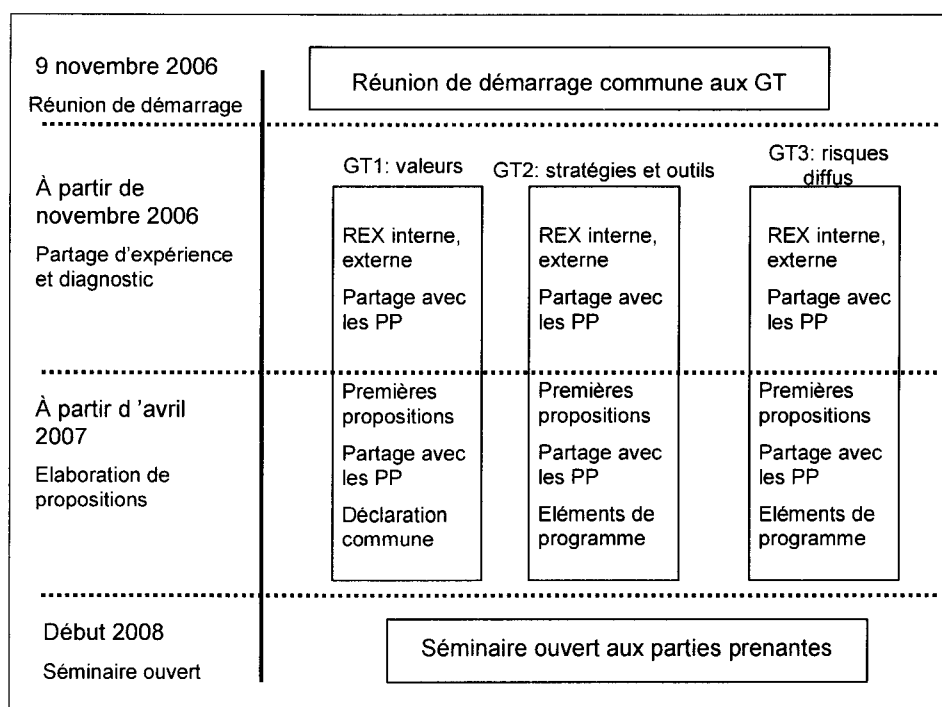 9 novembre 2006
Réunion de démarrage
Réunion de démarrage commune aux GT
À partir de
novembre 2006
Partage d'expérience
et diagnostic
GT1: valeurs
REX interne,
externe
Partage avec
les PP
GT2: stratégies et outils
REX interne,
externe
Partage avec
les PP
GT3: risques
diffus
REX interne,
externe
Partage avec
les PP
À partir d 'avril
2007
Elaboration de
propositions
Premières
propositions
Partage avec
les PP
Déclaration
commune
Premières
propositions
Partage avec
les PP
Eléments de
programme
Premières
propositions
Partage avec
les PP
Eléments de
programme
Début 2008
Séminaire ouvert
Séminaire ouvert aux parties prenantes